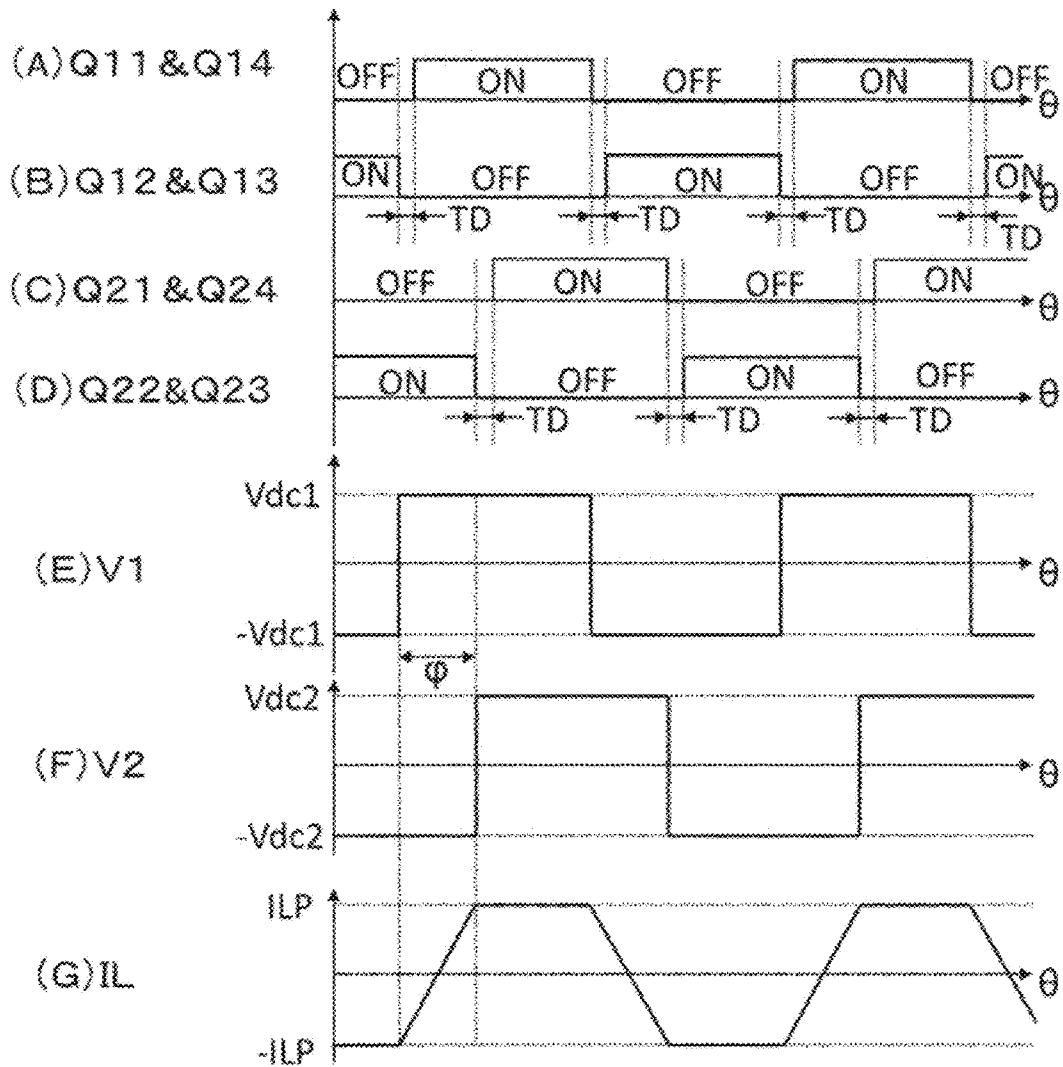 (A)Q11&Q14 OFF ON OFF ON OFF θ
(B)Q12&Q13 ON OFF ON OFF ON θ
TD TD TD TD
(C)Q21&Q24 OFF ON OFF ON θ
(D)Q22&Q23 ON OFF ON OFF θ
TD TD TD
Vdc1
(E)V1 θ
-Vdc1
φ
Vdc2
(F)V2 θ
-Vdc2
ILP
(G)IL θ
-ILP